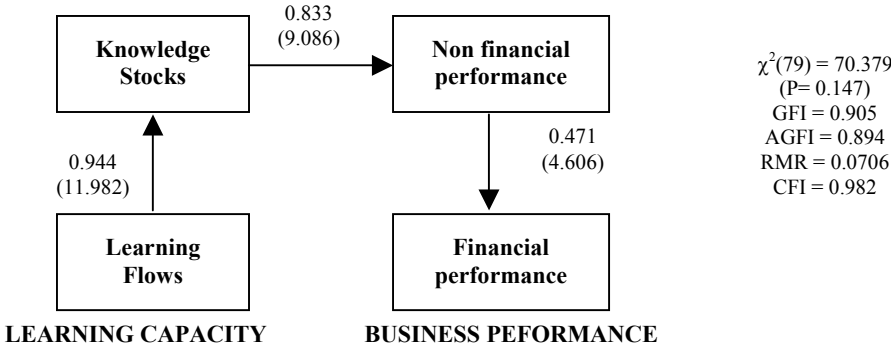 0.833
(9.086)
Knowledge
Stocks
Non financial
performance
χ²(79) = 70.379
(P= 0.147)
GFI = 0.905
AGFI = 0.894
RMR = 0.0706
CFI = 0.982
0.944
(11.982)
0.471
(4.606)
Learning
Flows
Financial
performance
LEARNING CAPACITY
BUSINESS PEFORMANCE